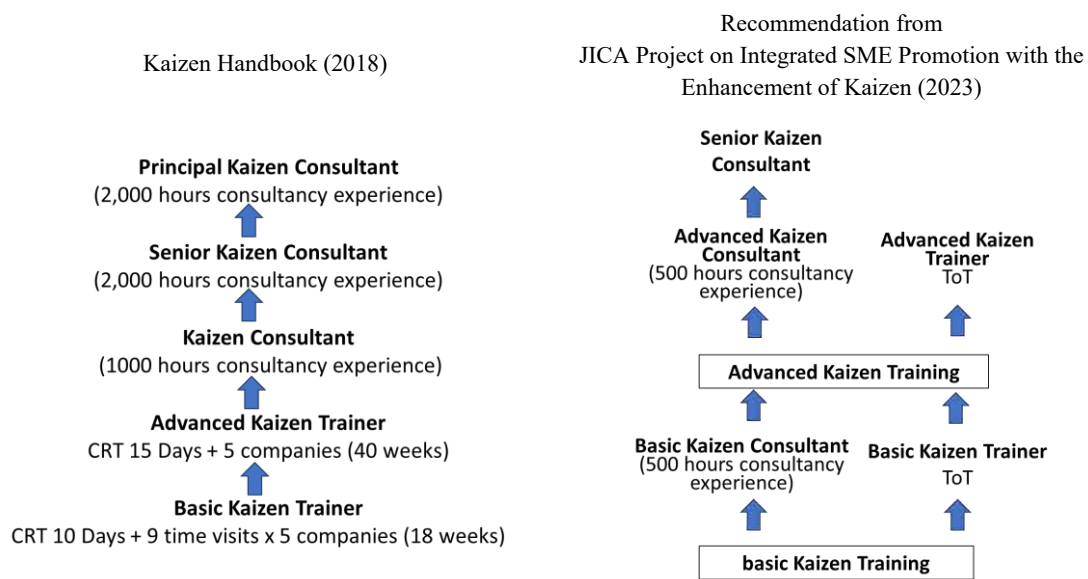 Kaizen Handbook (2018)
Principal Kaizen Consultant
(2,000 hours consultancy experience)
Senior Kaizen Consultant
(2,000 hours consultancy experience)
Kaizen Consultant
(1000 hours consultancy experience)
Advanced Kaizen Trainer
CRT 15 Days + 5 companies (40 weeks)
Basic Kaizen Trainer
CRT 10 Days + 9 time visits x 5 companies (18 weeks)
Recommendation from
JICA Project on Integrated SME Promotion with the
Enhancement of Kaizen (2023)
Senior Kaizen
Consultant
Advanced Kaizen
Consultant
(500 hours consultancy
experience)
Advanced Kaizen
Trainer
ToT
Advanced Kaizen Training
Basic Kaizen Consultant
(500 hours consultancy
experience)
Basic Kaizen Trainer
ToT
basic Kaizen Training